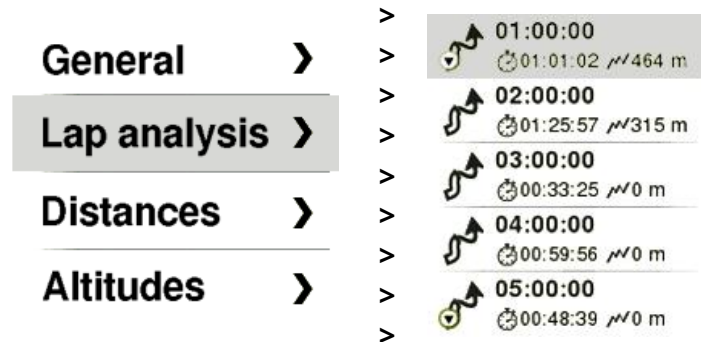 General ❯
Lap analysis ❯
Distances ❯
Altitudes ❯
>
>
>
>
>
>
>
>
>
01:00:00
01:01:02 464 m
02:00:00
01:25:57 315 m
03:00:00
00:33:25 0 m
04:00:00
00:59:56 0 m
05:00:00
00:48:39 0 m